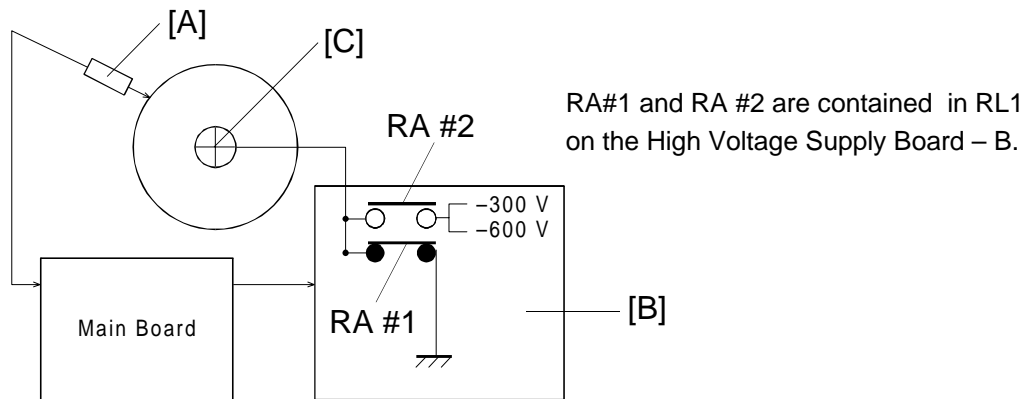 [A]
[C]
RA#1 and RA #2 are contained in RL1
on the High Voltage Supply Board – B.
RA #2
–300 V
–600 V
[B]
RA #1
Main Board